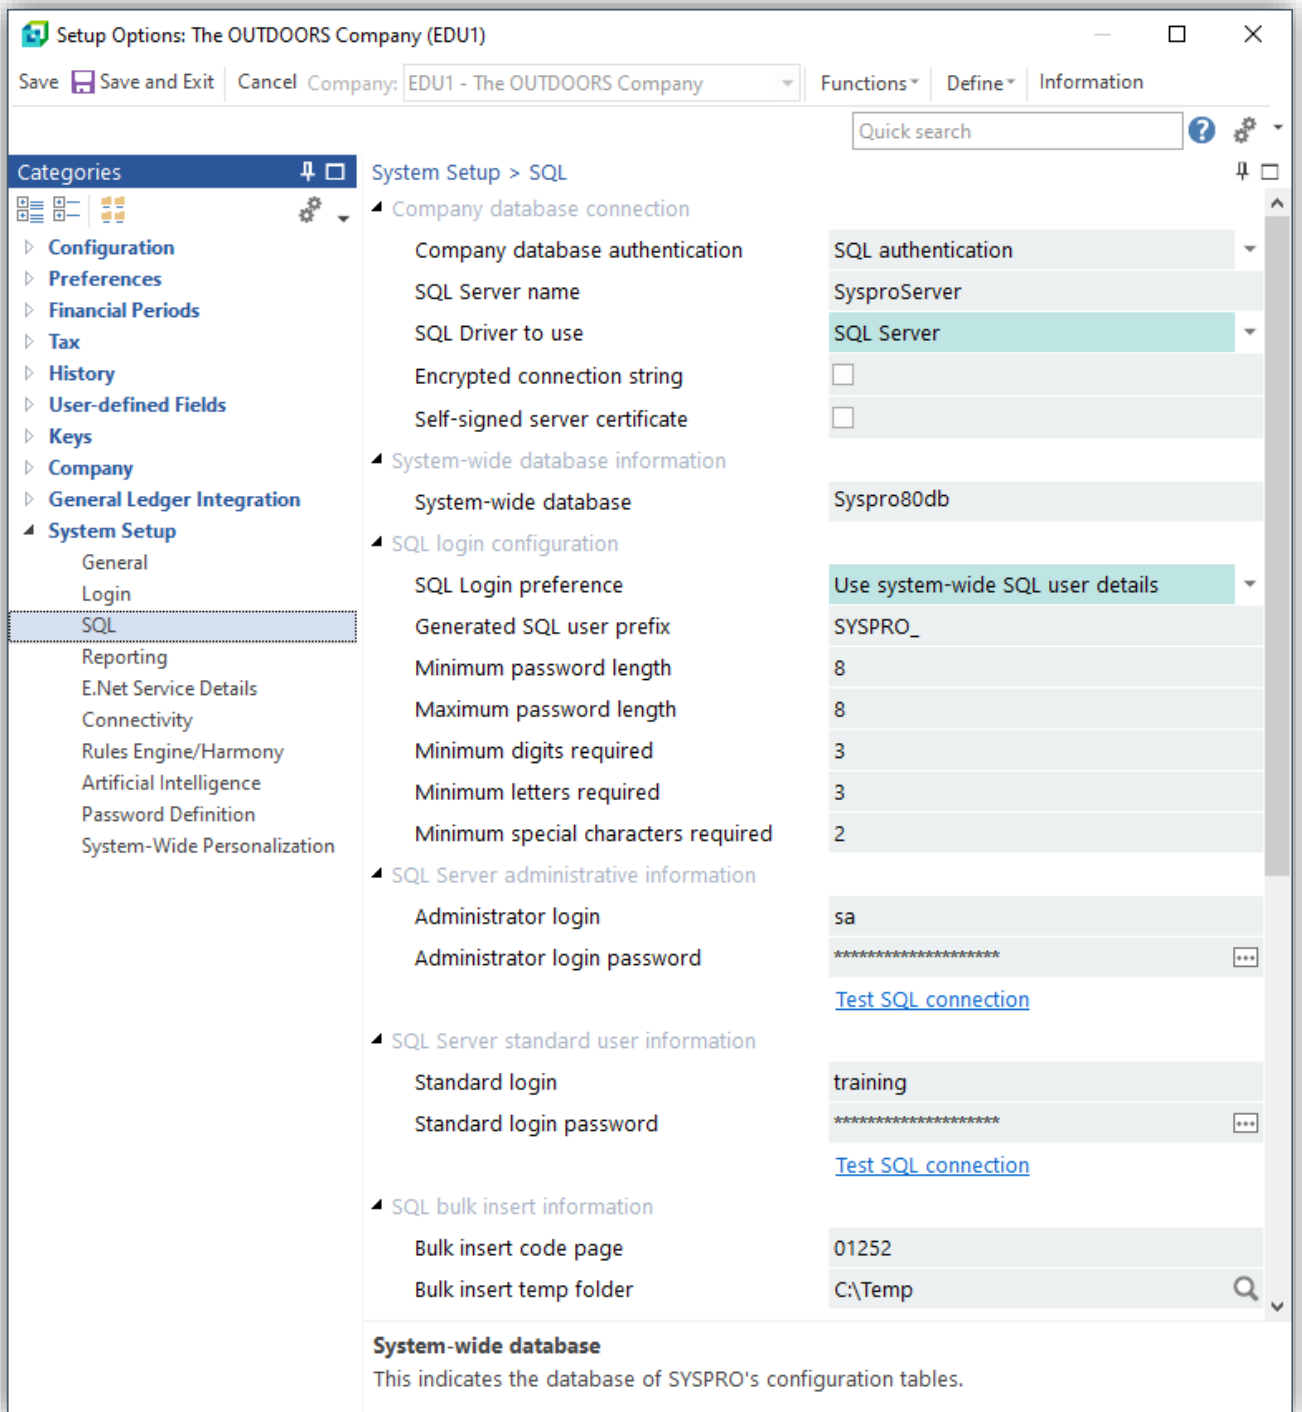 Setup Options: The OUTDOORS Company (EDU1)
Save Save and Exit Cancel Company: EDU1 - The OUTDOORS Company Functions Define Information
Quick search
Categories
Configuration
Preferences
Financial Periods
Tax
History
User-defined Fields
Keys
Company
General Ledger Integration
System Setup
General
Login
SQL
Reporting
E.Net Service Details
Connectivity
Rules Engine/Harmony
Artificial Intelligence
Password Definition
System-Wide Personalization
System Setup > SQL
Company database connection
Company database authentication SQL authentication
SQL Server name SysproServer
SQL Driver to use SQL Server
Encrypted connection string
Self-signed server certificate
System-wide database information
System-wide database Syspro80db
SQL login configuration
SQL Login preference Use system-wide SQL user details
Generated SQL user prefix SYSPRO_
Minimum password length 8
Maximum password length 8
Minimum digits required 3
Minimum letters required 3
Minimum special characters required 2
SQL Server administrative information
Administrator login sa
Administrator login password ********************
Test SQL connection
SQL Server standard user information
Standard login training
Standard login password ********************
Test SQL connection
SQL bulk insert information
Bulk insert code page 01252
Bulk insert temp folder C:\Temp
System-wide database
This indicates the database of SYSPRO's configuration tables.